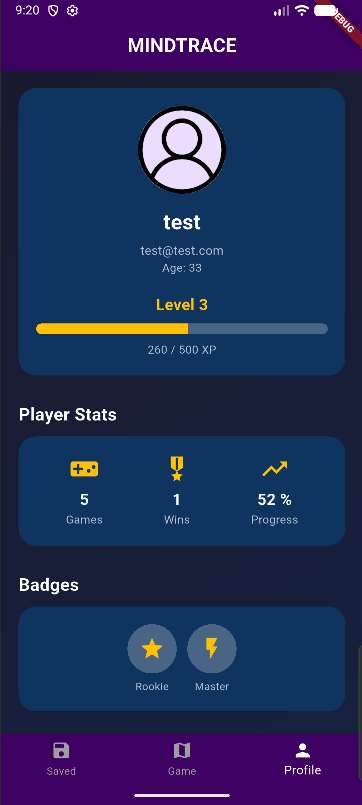 9:20
DEBUG
MINDTRACE
test
test@test.com
Age: 33
Level 3
260 / 500 XP
Player Stats
5 1 52 %
Games Wins Progress
Badges
Rookie Master
Saved Game Profile